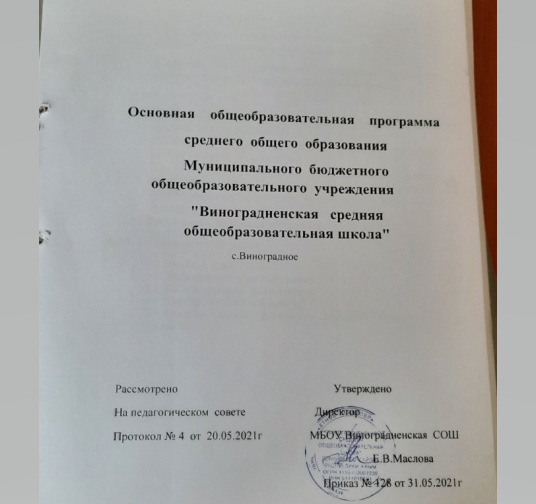 Основная общеобразовательная программа
среднего общего образования
Муниципального бюджетного
общеобразовательного учреждения
"Виноградненская средняя
общеобразовательная школа"
с.Виноградное
Рассмотрено Утверждено
На педагогическом совете Директор
Протокол № 4 от 20.05.2021г МБОУ Виноградненская СОШ
Е.В.Маслова
Приказ № 128 от 31.05.2021г